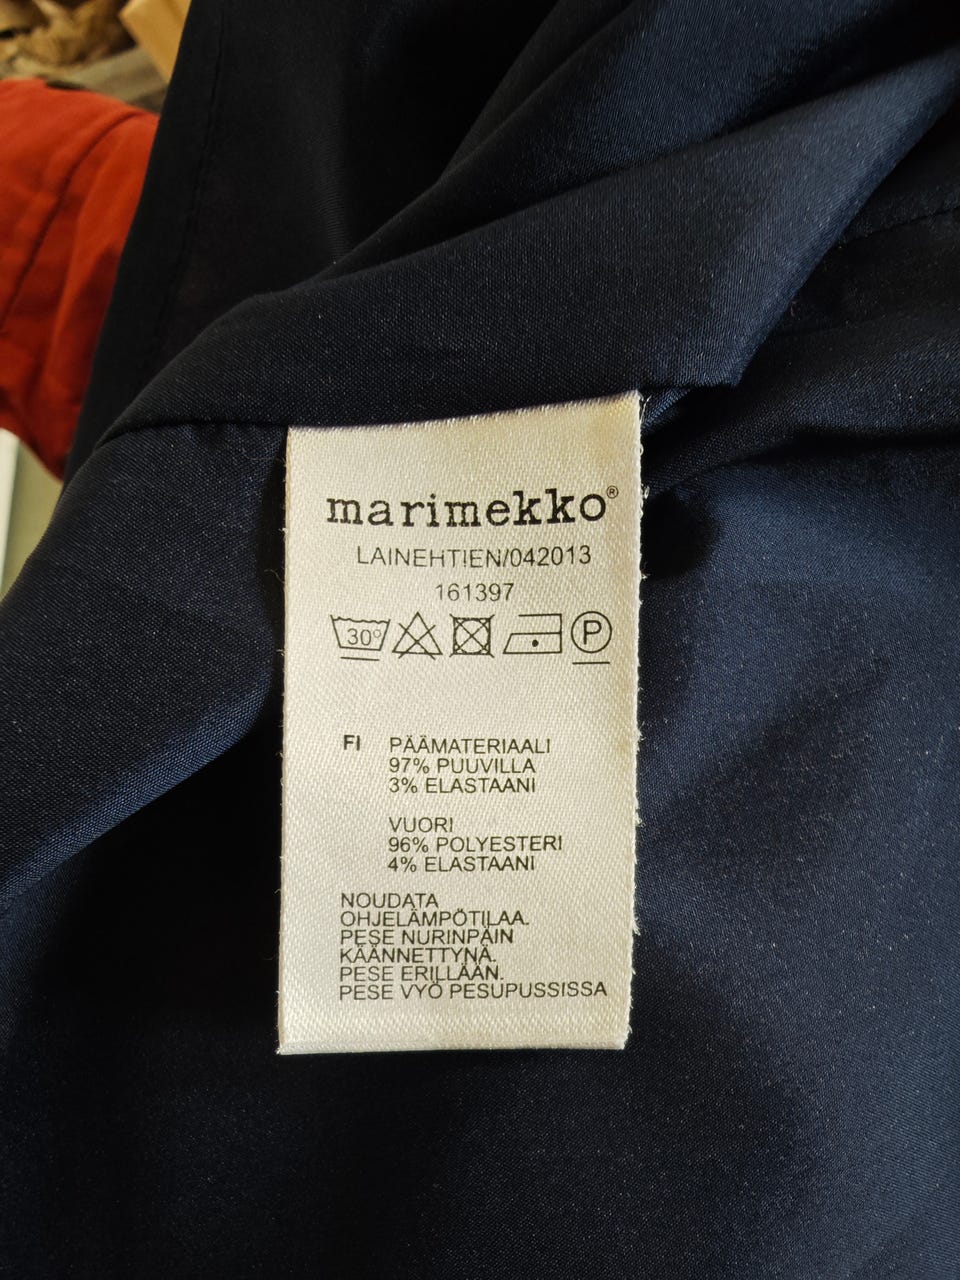 marimekko®
LAINEHTIEN/042013
161397
30° P
FI PÄÄMATERIAALI
97% PUUVILLA
3% ELASTAANI
VUORI
96% POLYESTERI
4% ELASTAANI
NOUDATA
OHJELÄMPÖTILAA.
PESE NURINPÄIN
KÄÄNNETTYNÄ.
PESE ERILLÄÄN.
PESE VYÖ PESUPUSSISSA